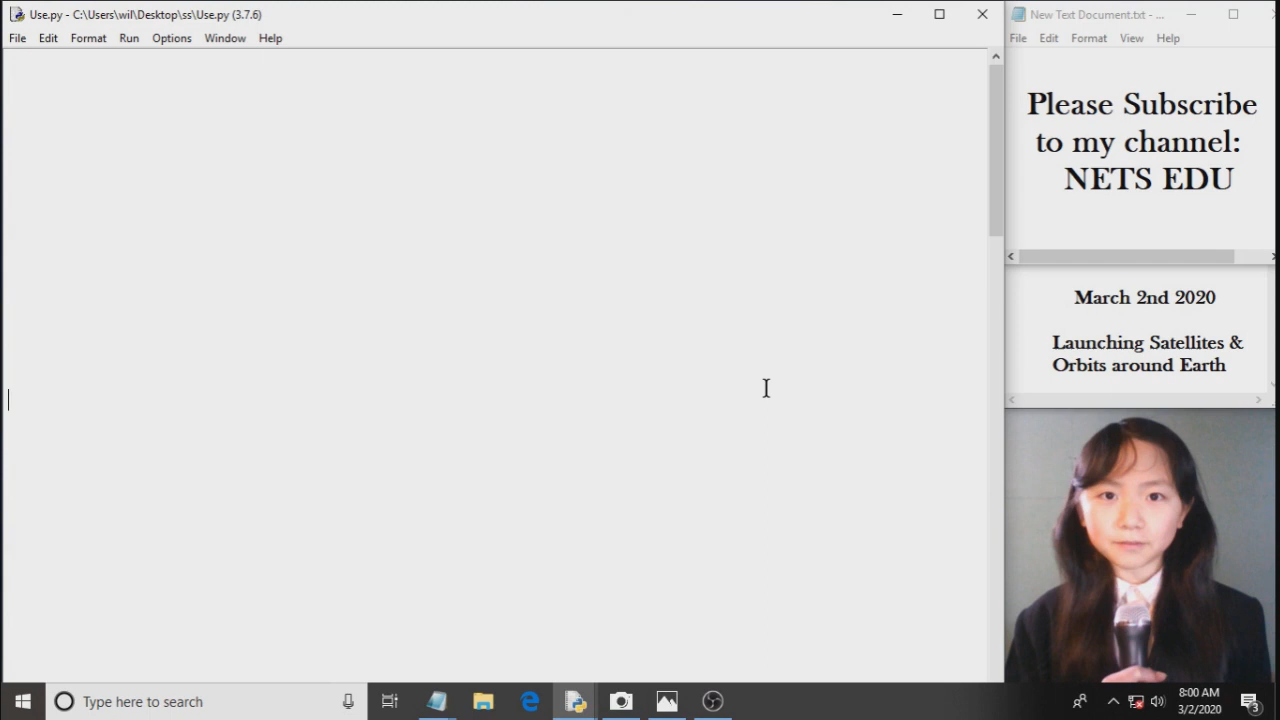 Use.py - C:\Users\wil\Desktop\ss\Use.py (3.7.6)
File Edit Format Run Options Window Help
New Text Document.txt - ...
File Edit Format View Help
Please Subscribe
to my channel:
NETS EDU
March 2nd 2020
Launching Satellites &
Orbits around Earth
Type here to search
8:00 AM
3/2/2020
3